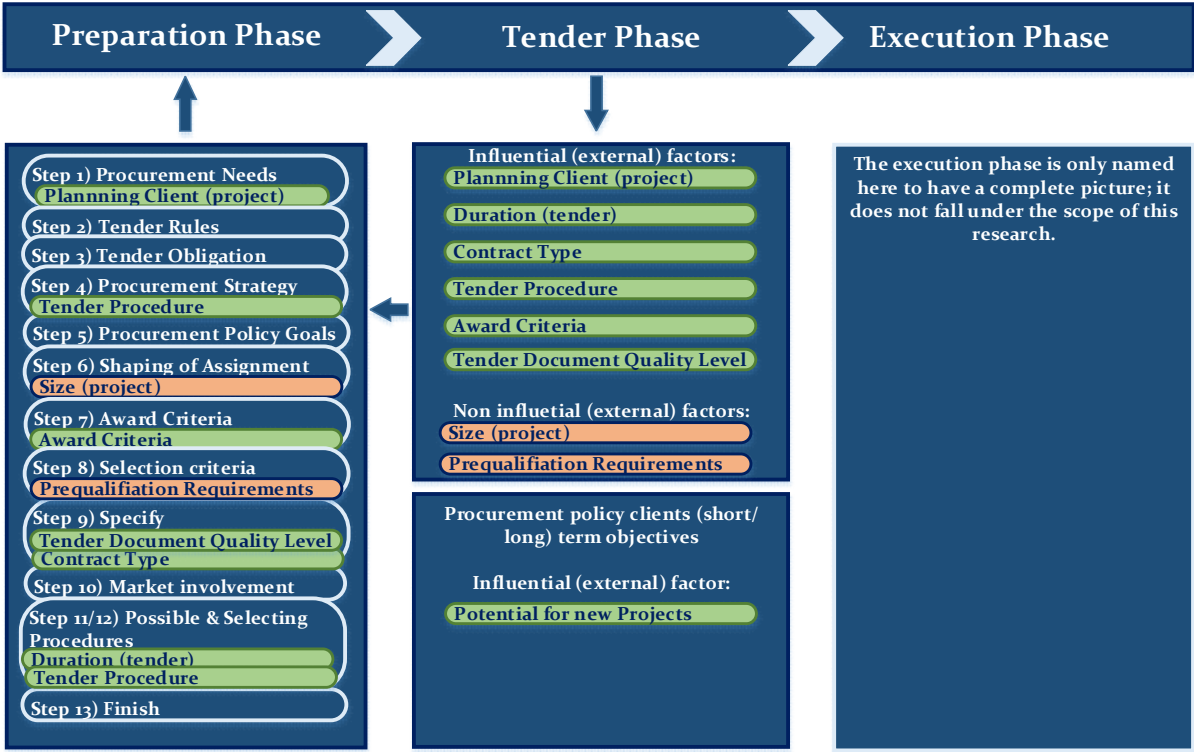 Preparation Phase
Tender Phase
Execution Phase
Step 1) Procurement Needs
Plannning Client (project)
Step 2) Tender Rules
Step 3) Tender Obligation
Step 4) Procurement Strategy
Tender Procedure
Step 5) Procurement Policy Goals
Step 6) Shaping of Assignment
Size (project)
Step 7) Award Criteria
Award Criteria
Step 8) Selection criteria
Prequalifiation Requirements
Step 9) Specify
Tender Document Quality Level
Contract Type
Step 10) Market involvement
Step 11/12) Possible & Selecting
Procedures
Duration (tender)
Tender Procedure
Step 13) Finish
Influential (external) factors:
Plannning Client (project)
Duration (tender)
Contract Type
Tender Procedure
Award Criteria
Tender Document Quality Level
Non influetial (external) factors:
Size (project)
Prequalifiation Requirements
Procurement policy clients (short/
long) term objectives
Influential (external) factor:
Potential for new Projects
The execution phase is only named
here to have a complete picture; it
does not fall under the scope of this
research.